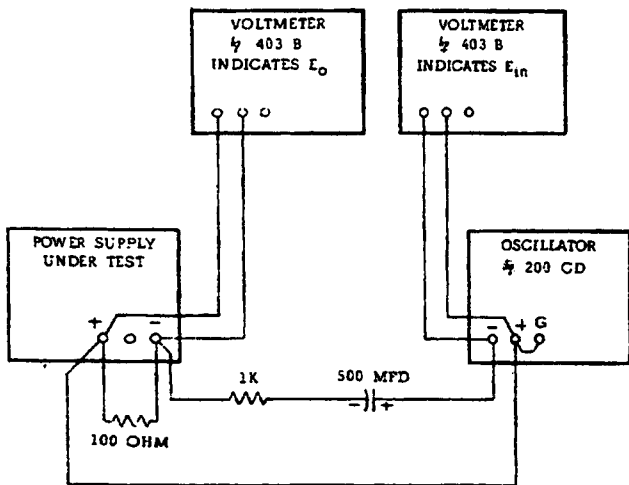 VOLTMETER
403 B
INDICATES Eo
VOLTMETER
403 B
INDICATES Ein
POWER SUPPLY
UNDER TEST
+ -
OSCILLATOR
200 CD
- + G
1K
500 MFD
- +
100 OHM